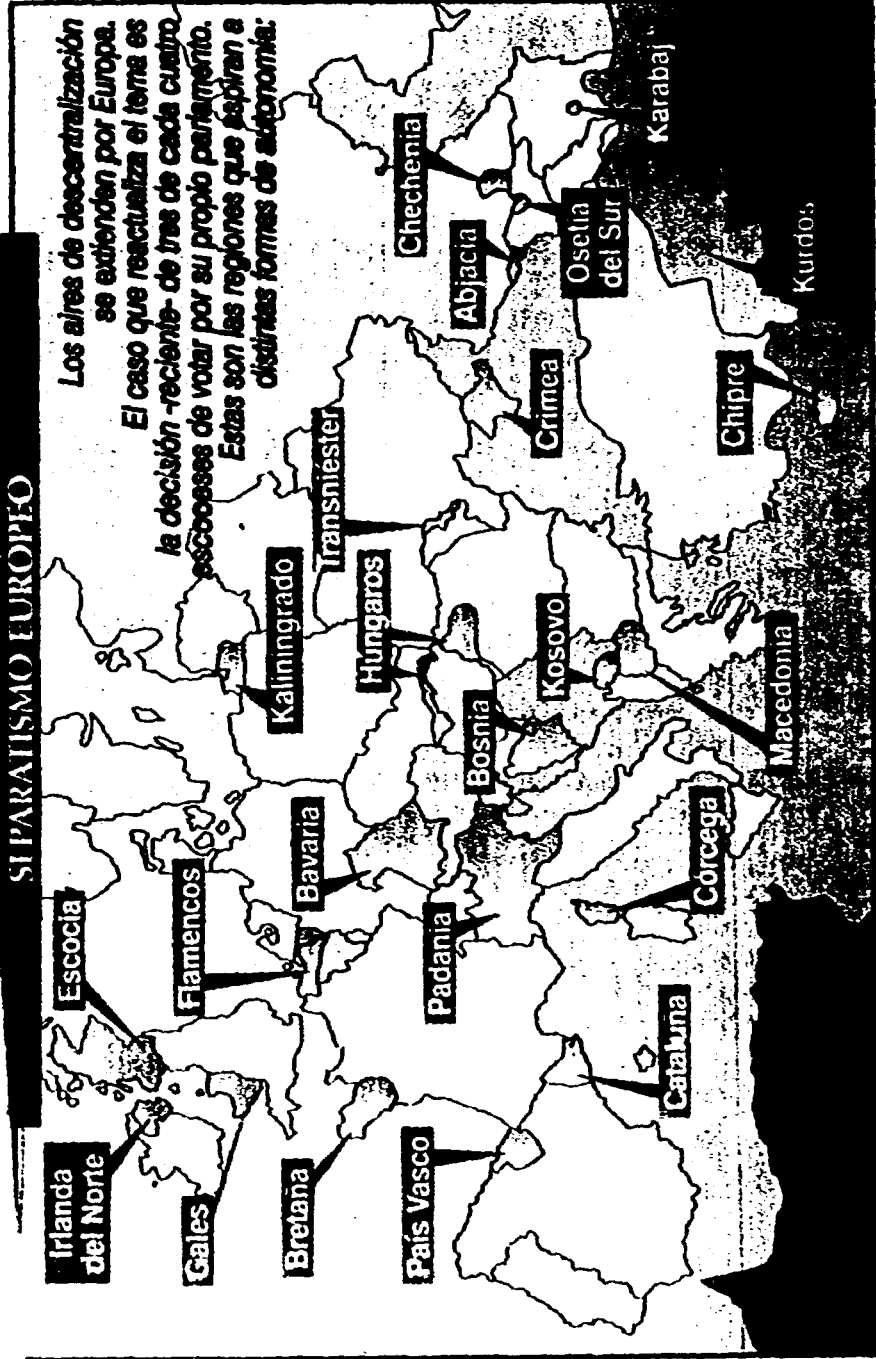 SEPARATISMO EUROPEO
Los aires de descentralización
se extienden por Europa.
El caso que reactualiza el tema es
la decisión -reciente- de tres de cada cuatro
escoceses de votar por su propio parlamento.
Estas son las regiones que aspiran a
distintas formas de autonomía:
Irlanda
del Norte
Escocia
Gales
Flamencos
Bretaña
Bavaria
Kaliningrado
Transniéster
Húngaros
País Vasco
Padania
Bosnia
Kosovo
Crimea
Abjacia
Chechenia
Osetia
del Sur
Karabaj
Cataluna
Córcega
Macedonia
Chipre
Kurdos